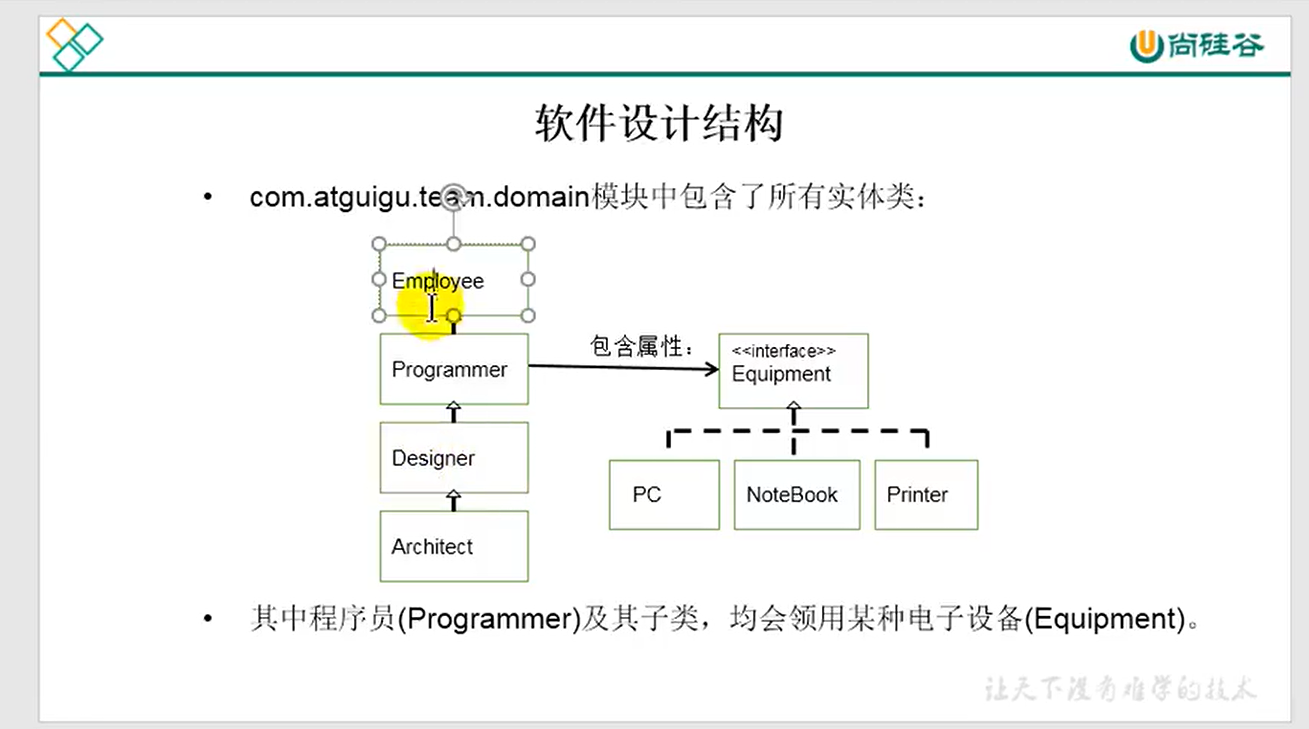 尚硅谷
软件设计结构
• com.atguigu.team.domain模块中包含了所有实体类：
Employee
Programmer
包含属性：
<<interface>>
Equipment
Designer
PC
NoteBook
Printer
Architect
• 其中程序员(Programmer)及其子类，均会领用某种电子设备(Equipment)。
让天下没有难学的技术